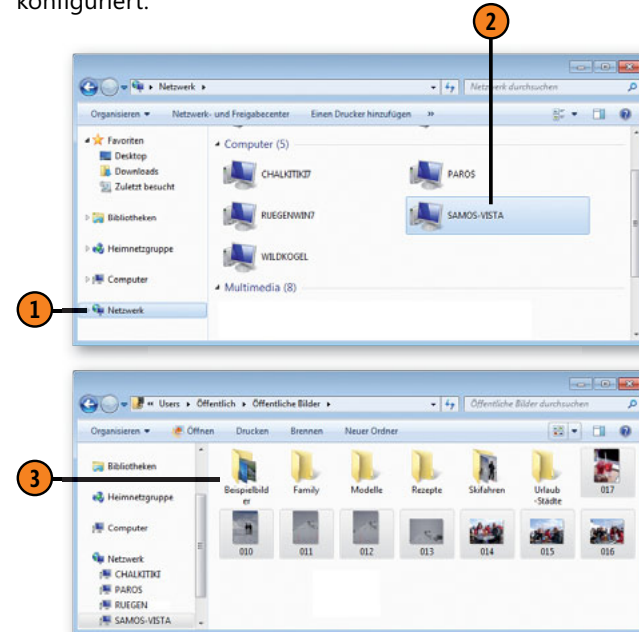 konfiguriert.
2
Netzwerk
Netzwerk durchsuchen
Organisieren Netzwerk- und Freigabecenter Einen Drucker hinzufügen »
Favoriten
Desktop
Downloads
Zuletzt besucht
Bibliotheken
Heimnetzgruppe
Computer
1
Netzwerk
Computer (5)
CHALKITIKI7 PAROS
RUEGENWIN7 SAMOS-VISTA
WILDKOGEL
Multimedia (8)
« Users Öffentlich Öffentliche Bilder
Öffentliche Bilder durchsuchen
Organisieren Öffnen Drucken Brennen Neuer Ordner
3
Bibliotheken
Heimnetzgruppe
Computer
Netzwerk
CHALKITIKI
PAROS
RUEGEN
SAMOS-VISTA
Beispielbild Family Modelle Rezepte Skifahren Urlaub 017
er -Städte
010 011 012 013 014 015 016